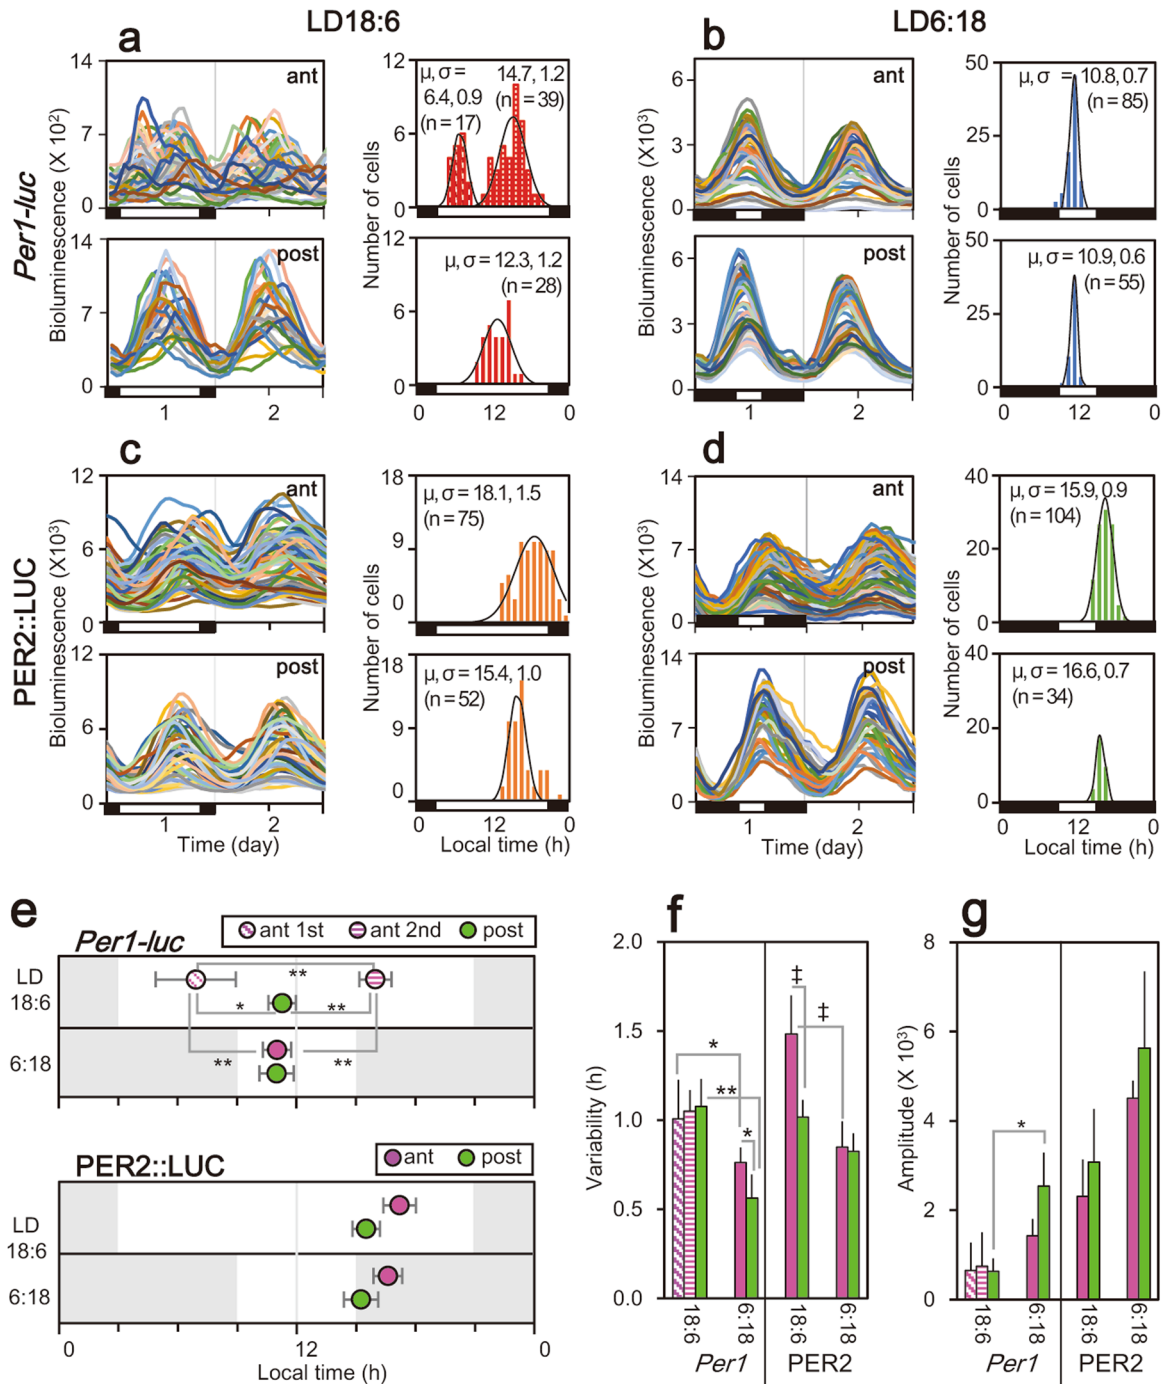 LD18:6
LD6:18
a
b
Per1-luc
Bioluminescence (X 10²)
14
7
0
ant
Number of cells
12
6
0
μ, σ =
6.4, 0.9
(n = 17)
14.7, 1.2
(n = 39)
Bioluminescence (X10³)
6
3
0
ant
Number of cells
50
25
0
μ, σ = 10.8, 0.7
(n = 85)
14
7
0
post
1
2
12
6
0
μ, σ = 12.3, 1.2
(n = 28)
0
12
0
6
3
0
post
1
2
50
25
0
μ, σ = 10.9, 0.6
(n = 55)
0
12
0
c
d
PER2::LUC
Bioluminescence (X10³)
12
6
0
ant
Number of cells
18
9
0
μ, σ = 18.1, 1.5
(n = 75)
Bioluminescence (X10³)
14
7
0
ant
Number of cells
40
20
0
μ, σ = 15.9, 0.9
(n = 104)
12
6
0
post
1
2
Time (day)
18
9
0
μ, σ = 15.4, 1.0
(n = 52)
0
12
0
Local time (h)
14
7
0
post
1
2
Time (day)
40
20
0
μ, σ = 16.6, 0.7
(n = 34)
0
12
0
Local time (h)
e
Per1-luc
ant 1st
ant 2nd
post
LD
18:6
6:18
**
*
**
**
**
PER2::LUC
ant
post
LD
18:6
6:18
0
12
0
Local time (h)
f
Variability (h)
2.0
1.5
1.0
0.5
0.0
*
**
*
‡
‡
18:6
6:18
18:6
6:18
Per1
PER2
g
Amplitude (X 10³)
8
6
4
2
0
*
18:6
6:18
18:6
6:18
Per1
PER2